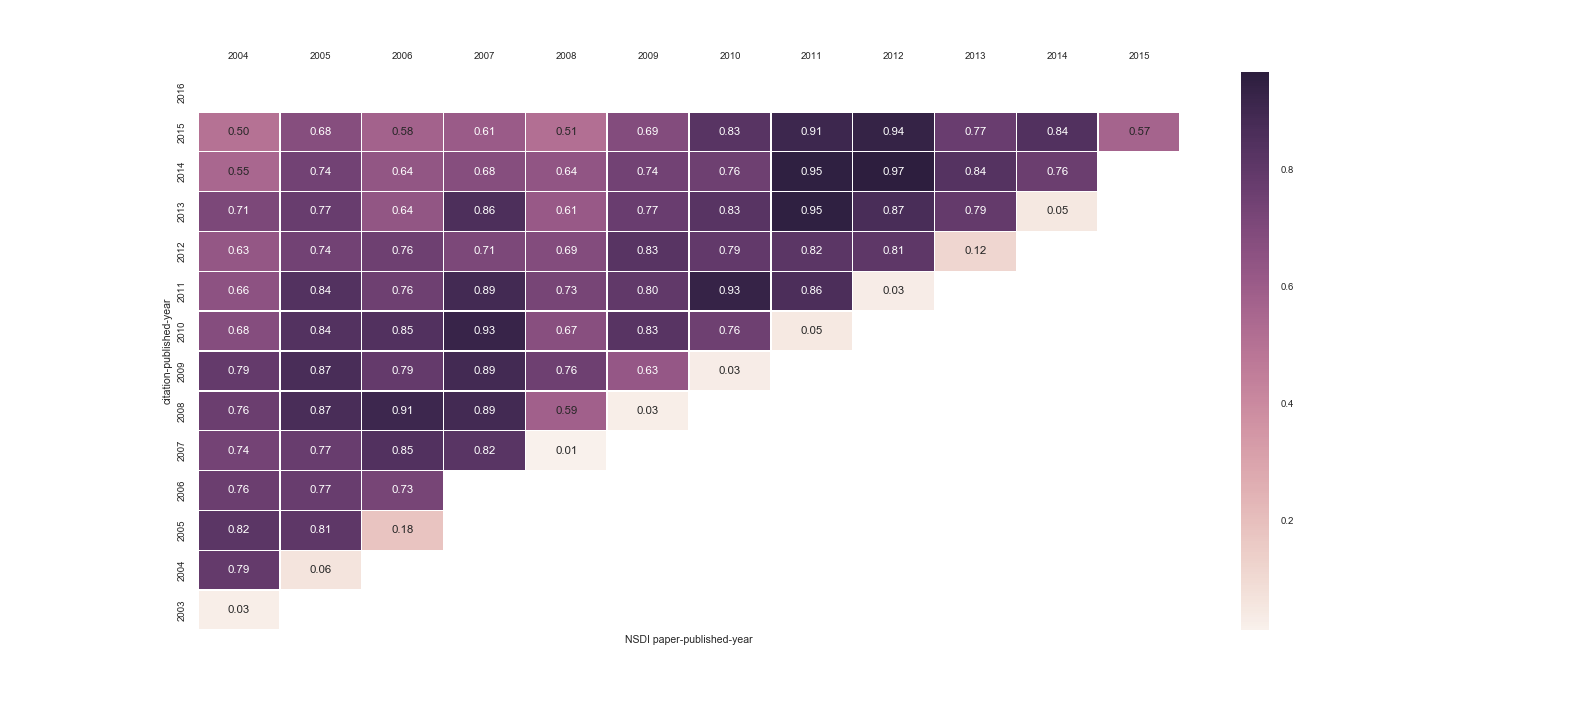 2004 2005 2006 2007 2008 2009 2010 2011 2012 2013 2014 2015
2016
2015 0.50 0.68 0.58 0.61 0.51 0.69 0.83 0.91 0.94 0.77 0.84 0.57
2014 0.55 0.74 0.64 0.68 0.64 0.74 0.76 0.95 0.97 0.84 0.76
2013 0.71 0.77 0.64 0.86 0.61 0.77 0.83 0.95 0.87 0.79 0.05
2012 0.63 0.74 0.76 0.71 0.69 0.83 0.79 0.82 0.81 0.12
2011 0.66 0.84 0.76 0.89 0.73 0.80 0.93 0.86 0.03
2010 0.68 0.84 0.85 0.93 0.67 0.83 0.76 0.05
2009 0.79 0.87 0.79 0.89 0.76 0.63 0.03
2008 0.76 0.87 0.91 0.89 0.59 0.03
2007 0.74 0.77 0.85 0.82 0.01
2006 0.76 0.77 0.73
2005 0.82 0.81 0.18
2004 0.79 0.06
2003 0.03
citation-published-year
NSDI paper-published-year
0.8
0.6
0.4
0.2